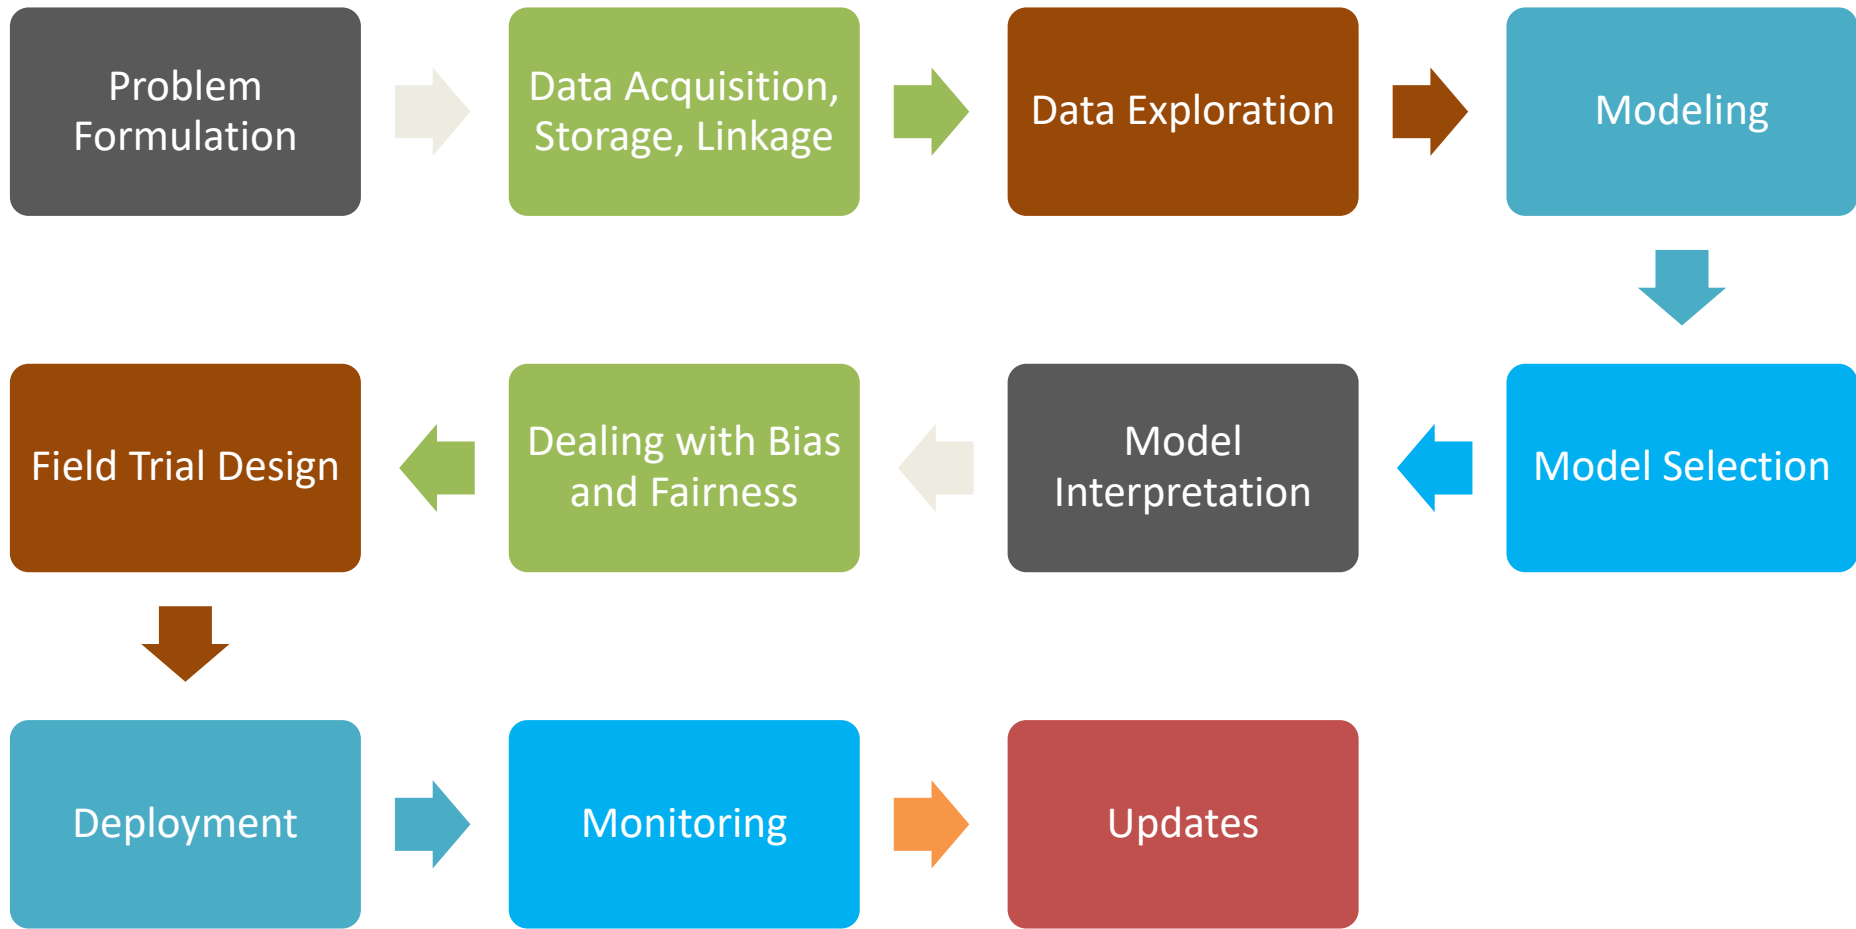 Problem
Formulation
Data Acquisition,
Storage, Linkage
Data Exploration
Modeling
Model Selection
Model
Interpretation
Dealing with Bias
and Fairness
Field Trial Design
Deployment
Monitoring
Updates